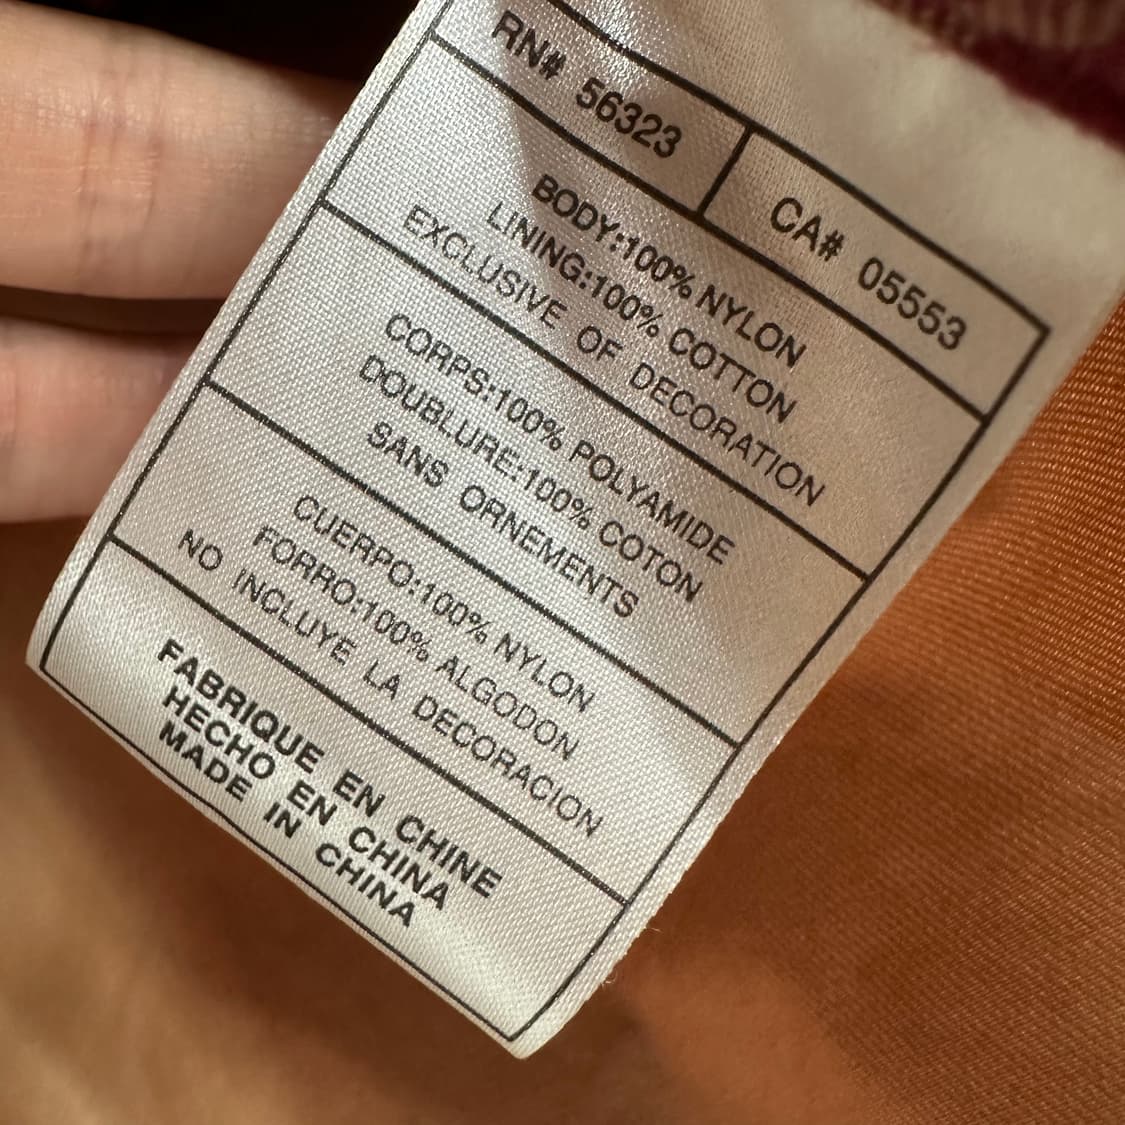 RN# 56323 CA# 05553
BODY:100% NYLON
LINING:100% COTTON
EXCLUSIVE OF DECORATION
CORPS:100% POLYAMIDE
DOUBLURE:100% COTON
SANS ORNEMENTS
CUERPO:100% NYLON
FORRO:100% ALGODON
NO INCLUYE LA DECORACION
FABRIQUE EN CHINE
HECHO EN CHINA
MADE IN CHINA